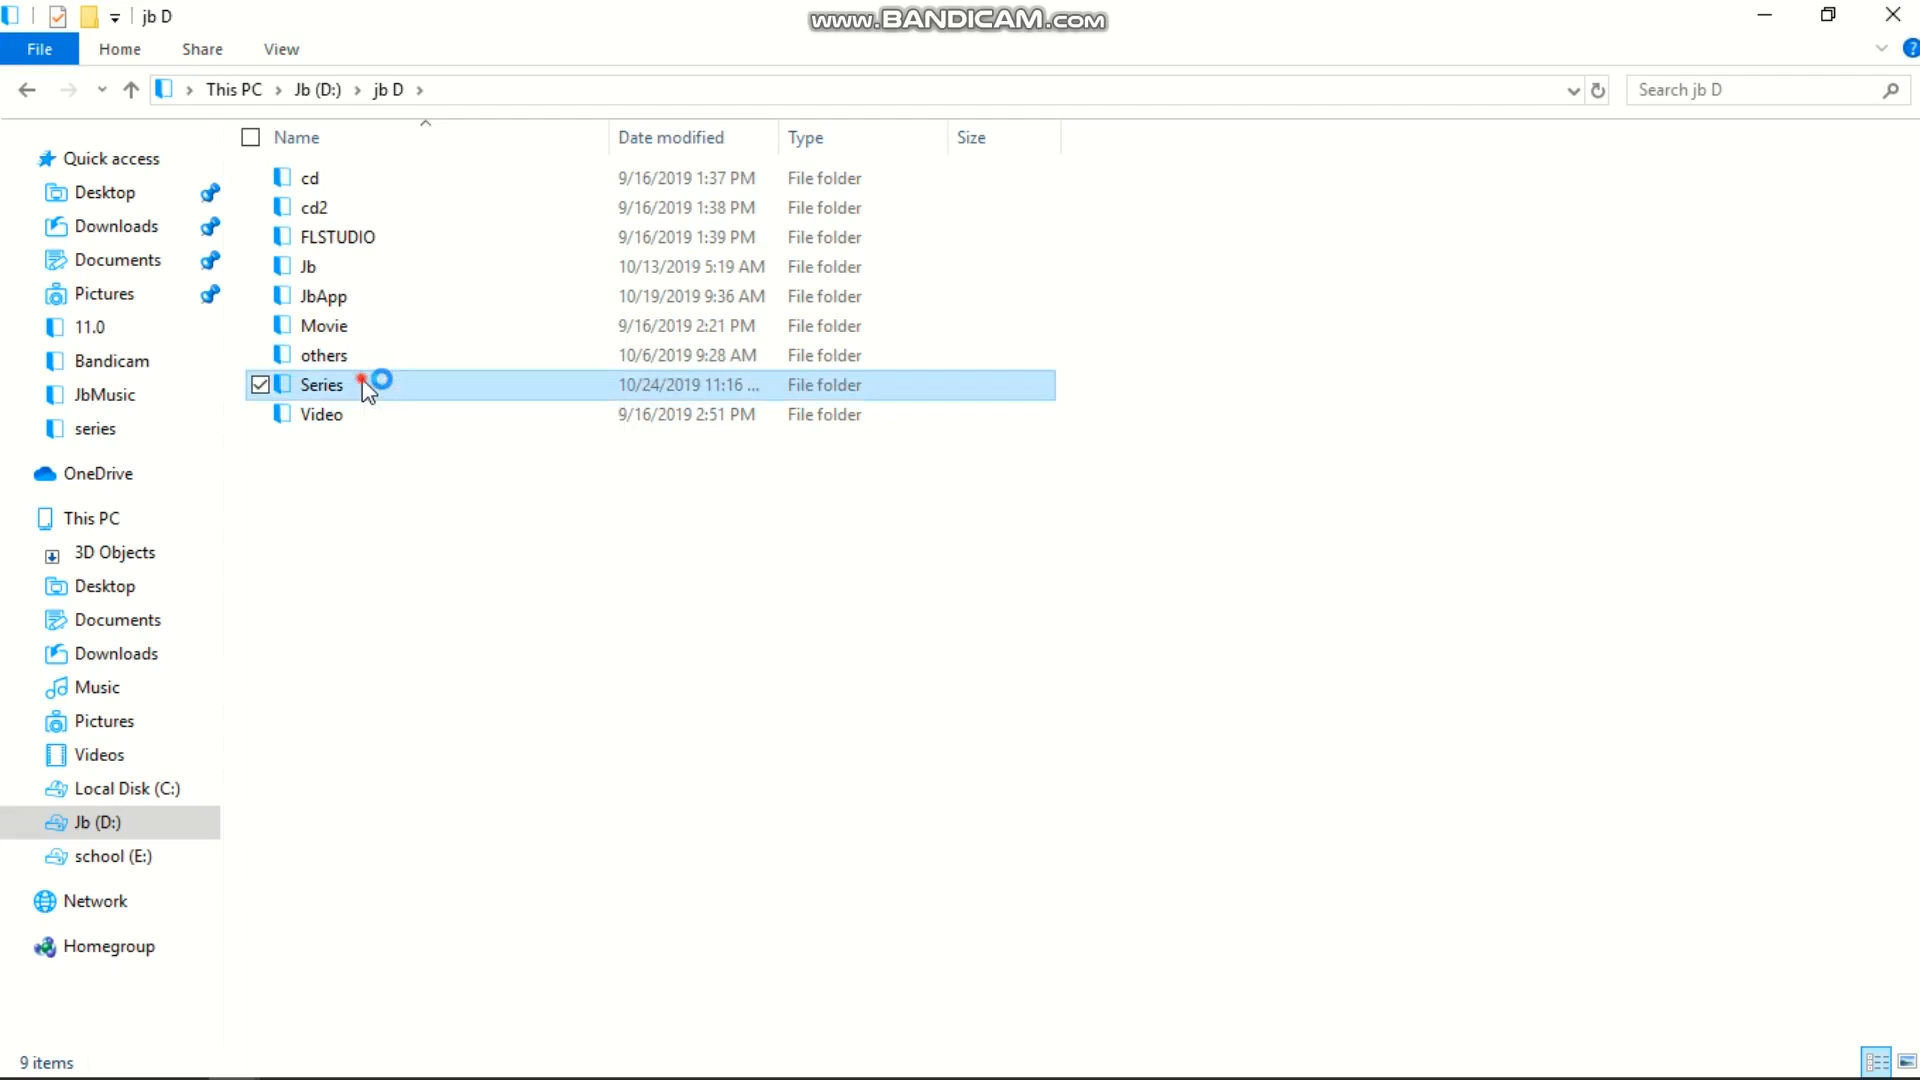 jb D
www.BANDICAM.com
File Home Share View
This PC Jb (D:) jb D
Search jb D
Name Date modified Type Size
cd 9/16/2019 1:37 PM File folder
cd2 9/16/2019 1:38 PM File folder
FLSTUDIO 9/16/2019 1:39 PM File folder
Jb 10/13/2019 5:19 AM File folder
JbApp 10/19/2019 9:36 AM File folder
Movie 9/16/2019 2:21 PM File folder
others 10/6/2019 9:28 AM File folder
Series 10/24/2019 11:16 ... File folder
Video 9/16/2019 2:51 PM File folder
Quick access
Desktop
Downloads
Documents
Pictures
11.0
Bandicam
JbMusic
series
OneDrive
This PC
3D Objects
Desktop
Documents
Downloads
Music
Pictures
Videos
Local Disk (C:)
Jb (D:)
school (E:)
Network
Homegroup
9 items